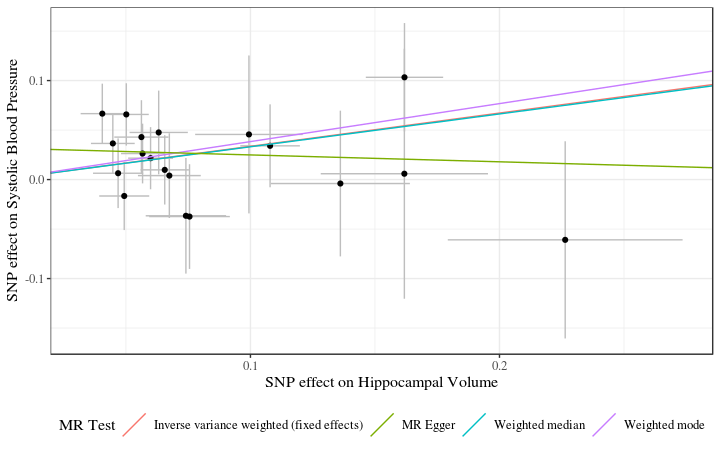 SNP effect on Systolic Blood Pressure
0.1
0.0
-0.1
0.1 0.2
SNP effect on Hippocampal Volume
MR Test Inverse variance weighted (fixed effects) MR Egger Weighted median Weighted mode